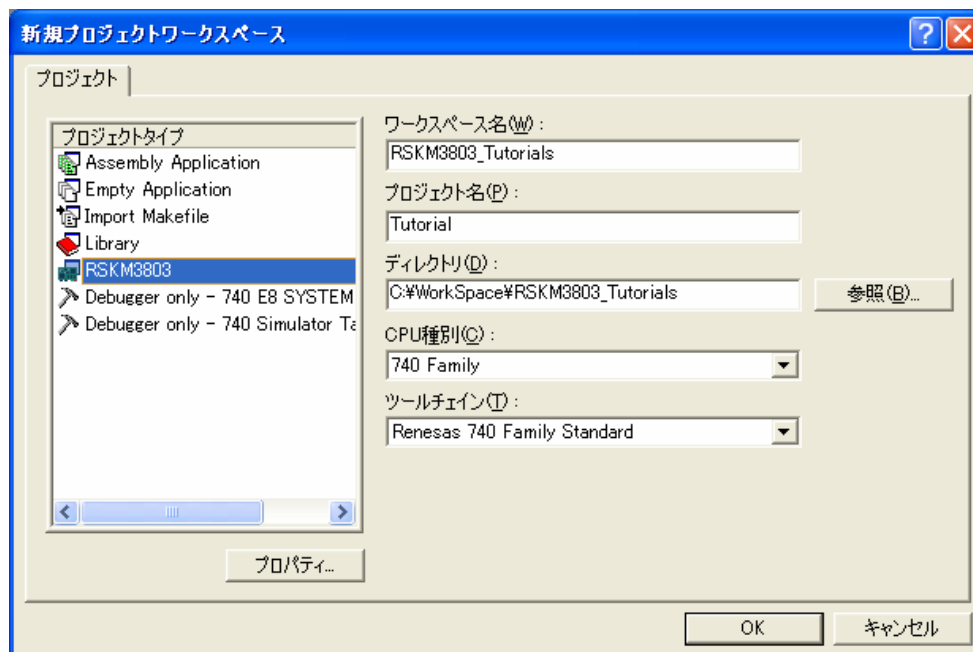 新規プロジェクトワークスペース
プロジェクト
プロジェクトタイプ
Assembly Application
Empty Application
Import Makefile
Library
RSKM3803
Debugger only - 740 E8 SYSTEM
Debugger only - 740 Simulator Ta
プロパティ...
ワークスペース名(W):
RSKM3803_Tutorials
プロジェクト名(P):
Tutorial
ディレクトリ(D):
C:¥WorkSpace¥RSKM3803_Tutorials
参照(B)...
CPU種別(C):
740 Family
ツールチェイン(T):
Renesas 740 Family Standard
OK
キャンセル